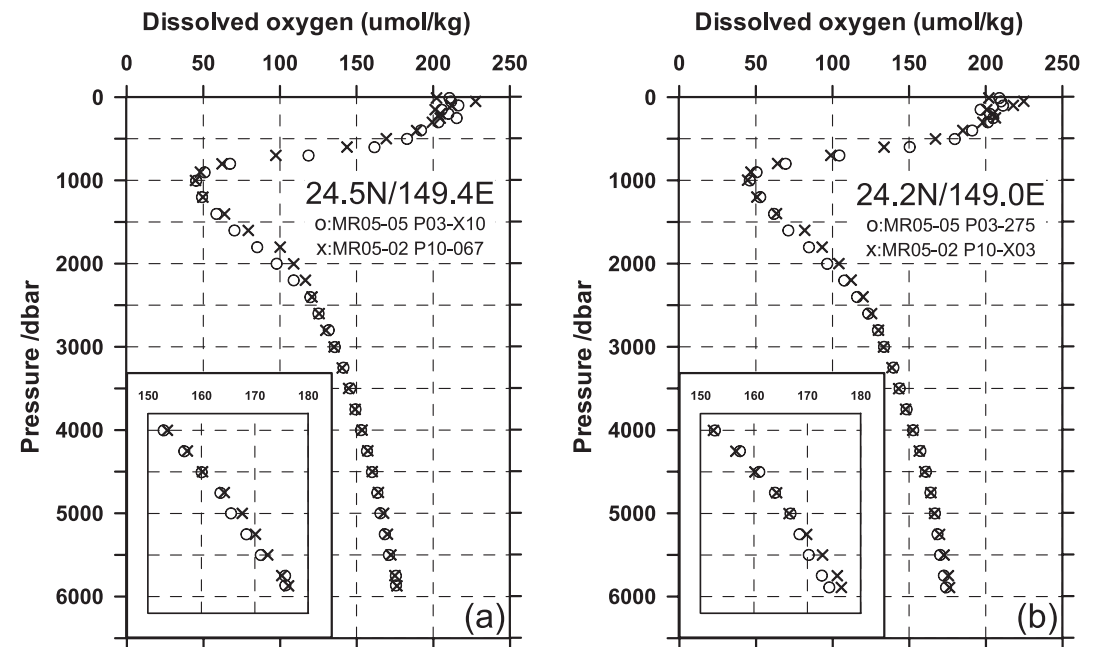 Dissolved oxygen (umol/kg)
0 50 100 150 200 250
0
1000
2000
3000
4000
5000
6000
Pressure /dbar
24.5N/149.4E
o:MR05-05 P03-X10
x:MR05-02 P10-067
150 160 170 180
(a)
Dissolved oxygen (umol/kg)
0 50 100 150 200 250
0
1000
2000
3000
4000
5000
6000
Pressure /dbar
24.2N/149.0E
o:MR05-05 P03-275
x:MR05-02 P10-X03
150 160 170 180
(b)